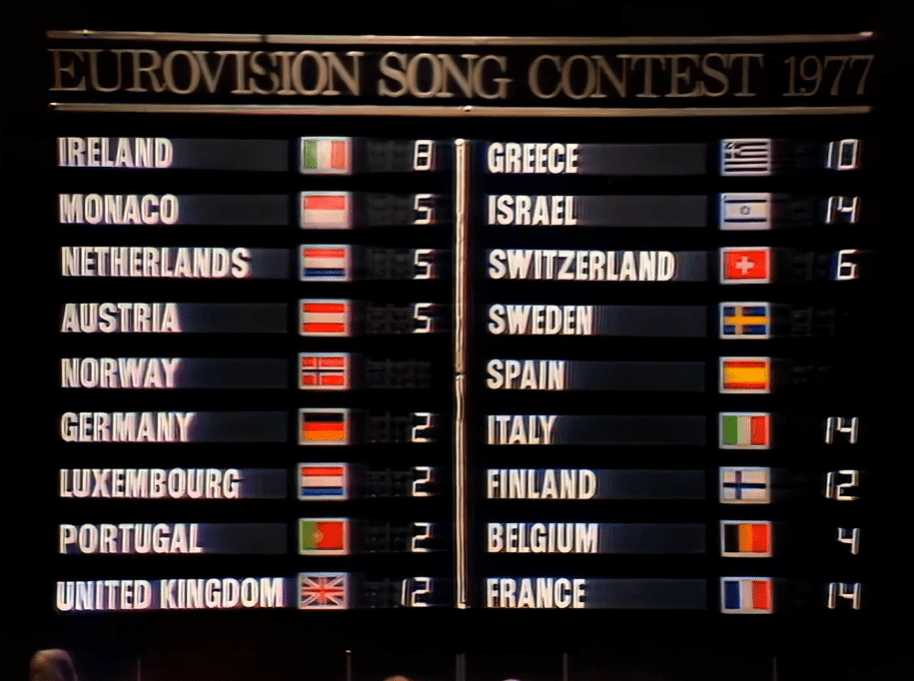 EUROVISION SONG CONTEST 1977
IRELAND 8
MONACO 5
NETHERLANDS 5
AUSTRIA 5
NORWAY
GERMANY 2
LUXEMBOURG 2
PORTUGAL 2
UNITED KINGDOM 12
GREECE 10
ISRAEL 14
SWITZERLAND 6
SWEDEN
SPAIN
ITALY 14
FINLAND 12
BELGIUM 4
FRANCE 14